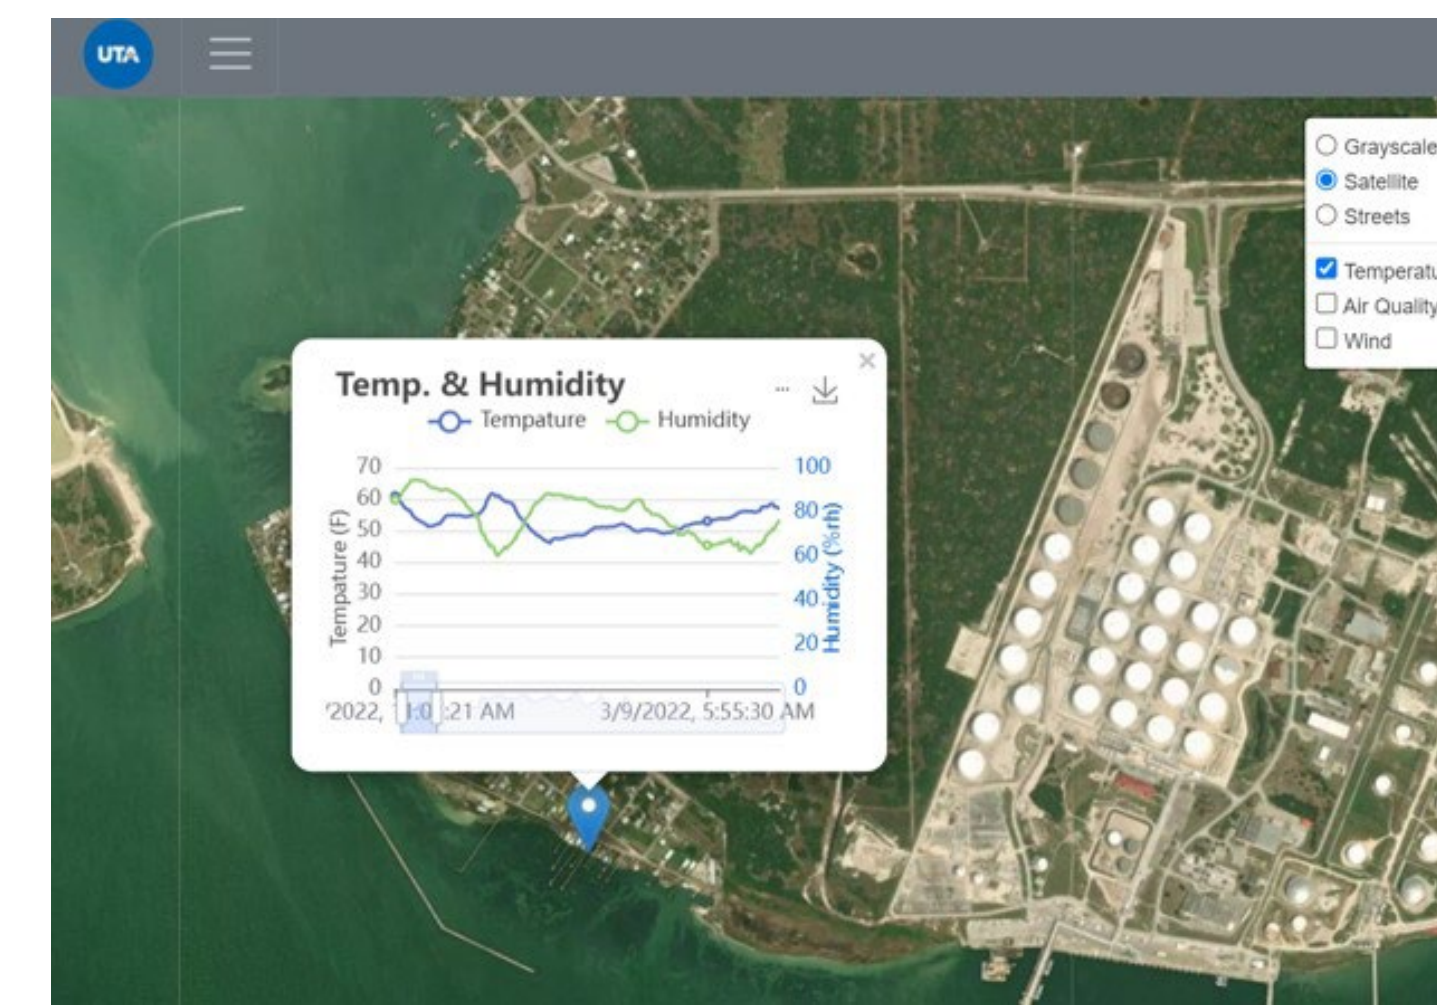 UTA
Grayscale
Satellite
Streets
Temperatu
Air Quality
Wind
Temp. & Humidity
Tempature Humidity
70 100
60
50 80
40 60
30 40
20
10 20
0 0
Tempature (F)
Humidity (%rh)
2022, :21 AM 3/9/2022, 5:55:30 AM